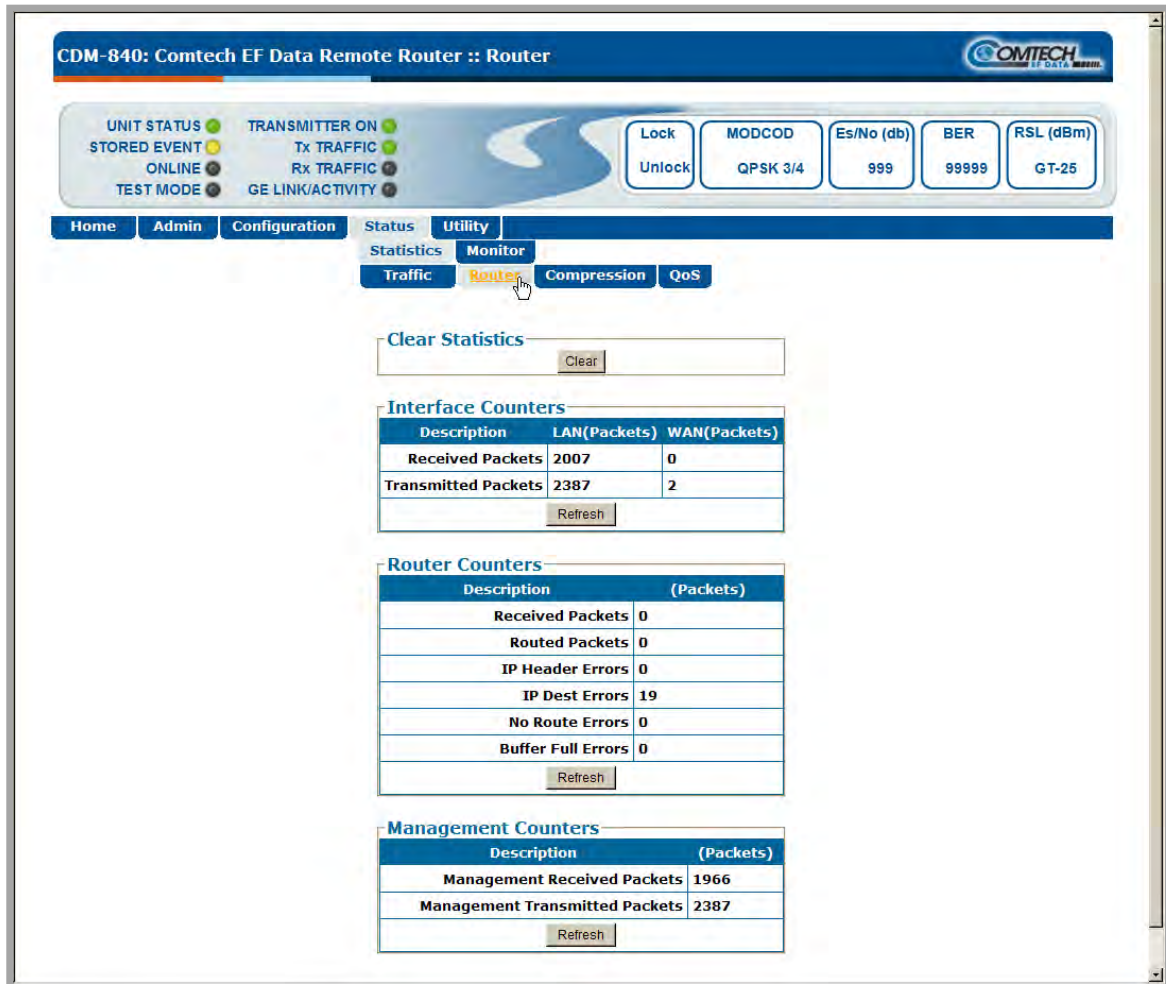 CDM-840: Comtech EF Data Remote Router :: Router
COMTECH
EF DATA
UNIT STATUS TRANSMITTER ON
STORED EVENT Tx TRAFFIC
ONLINE Rx TRAFFIC
TEST MODE GE LINK/ACTIVITY
Lock MODCOD Es/No (db) BER RSL (dBm)
Unlock QPSK 3/4 999 99999 GT-25
Home Admin Configuration Status Utility
Statistics Monitor
Traffic Router Compression QoS
Clear Statistics
Clear
Interface Counters
Description LAN(Packets) WAN(Packets)
Received Packets 2007 0
Transmitted Packets 2387 2
Refresh
Router Counters
Description (Packets)
Received Packets 0
Routed Packets 0
IP Header Errors 0
IP Dest Errors 19
No Route Errors 0
Buffer Full Errors 0
Refresh
Management Counters
Description (Packets)
Management Received Packets 1966
Management Transmitted Packets 2387
Refresh